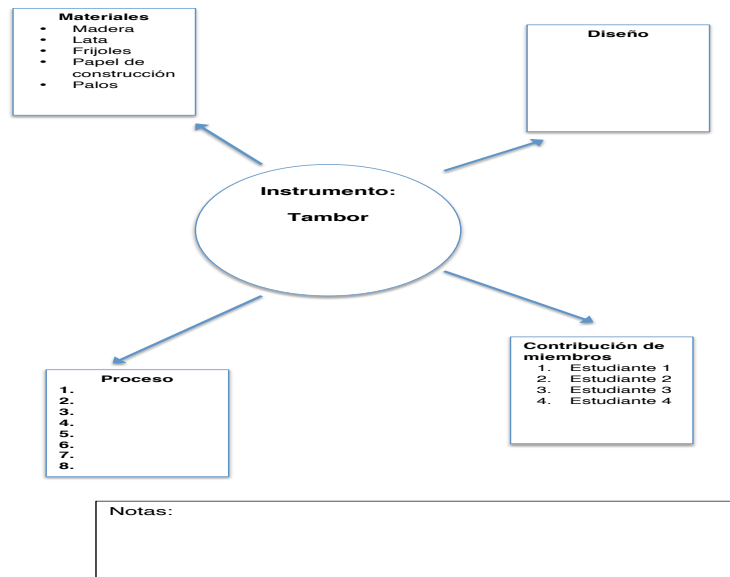 Materiales
• Madera
• Lata
• Frijoles
• Papel de
construcción
• Palos
Diseño
Instrumento:
Tambor
Proceso
1.
2.
3.
4.
5.
6.
7.
8.
Contribución de
miembros
1. Estudiante 1
2. Estudiante 2
3. Estudiante 3
4. Estudiante 4
Notas: